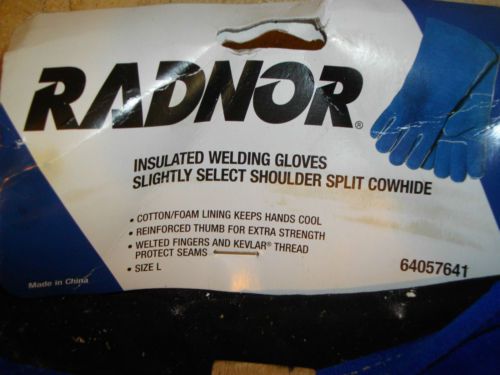 RADNOR®
INSULATED WELDING GLOVES
SLIGHTLY SELECT SHOULDER SPLIT COWHIDE
• COTTON/FOAM LINING KEEPS HANDS COOL
• REINFORCED THUMB FOR EXTRA STRENGTH
• WELTED FINGERS AND KEVLAR® THREAD
PROTECT SEAMS
• SIZE L
64057641
Made in China